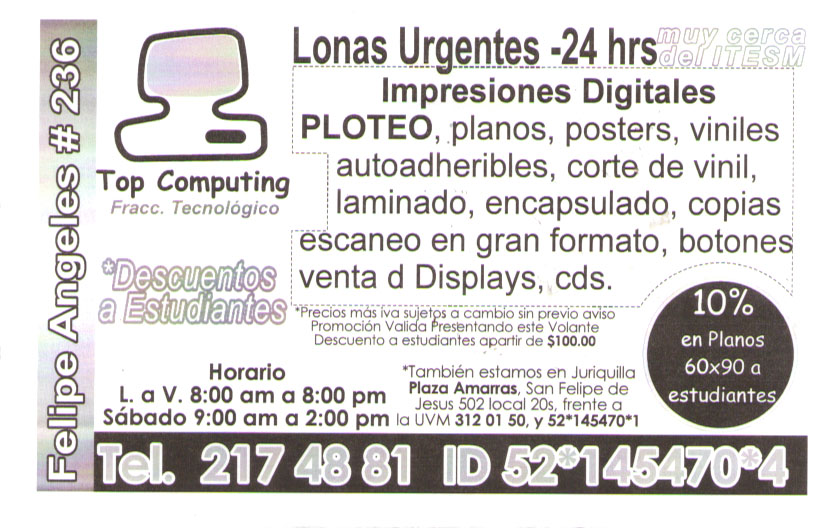 Felipe Angeles # 236
Top Computing
Fracc. Tecnológico
*Descuentos
a Estudiantes
Lonas Urgentes -24 hrs
muy cerca
del ITESM
Impresiones Digitales
PLOTEO, planos, posters, viniles
autoadheribles, corte de vinil,
laminado, encapsulado, copias
escaneo en gran formato, botones
venta d Displays, cds.
*Precios más iva sujetos a cambio sin previo aviso
Promoción Valida Presentando este Volante
Descuento a estudiantes apartir de $100.00
10%
en Planos
60x90 a
estudiantes
Horario
L. a V. 8:00 am a 8:00 pm
Sábado 9:00 am a 2:00 pm
*También estamos en Juriquilla
Plaza Amarras, San Felipe de
Jesus 502 local 20s, frente a
la UVM 312 01 50, y 52*145470*1
Tel. 217 48 81 ID 52*145470*4